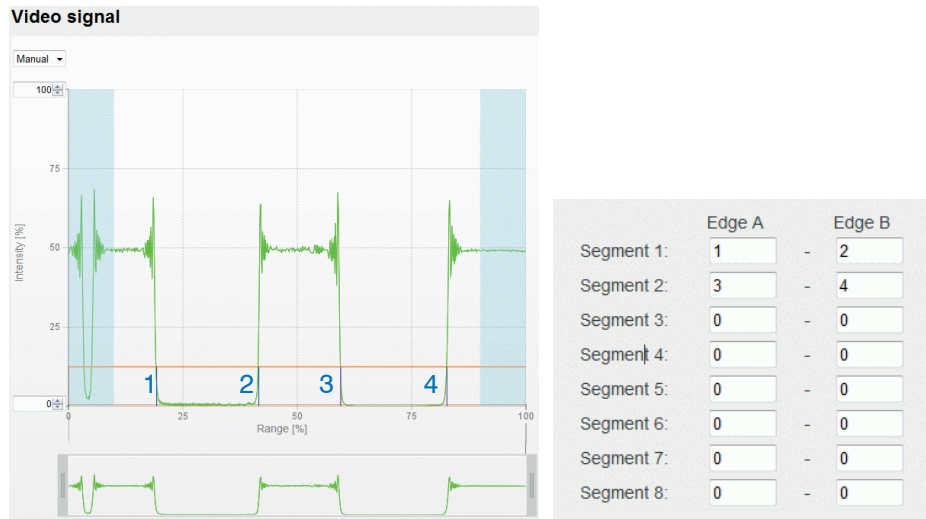 Video signal
Manual
100
75
50
25
0
Intensity [%]
1 2 3 4
0 25 50 75 100
Range [%]
Edge A Edge B
Segment 1: 1 - 2
Segment 2: 3 - 4
Segment 3: 0 - 0
Segment 4: 0 - 0
Segment 5: 0 - 0
Segment 6: 0 - 0
Segment 7: 0 - 0
Segment 8: 0 - 0